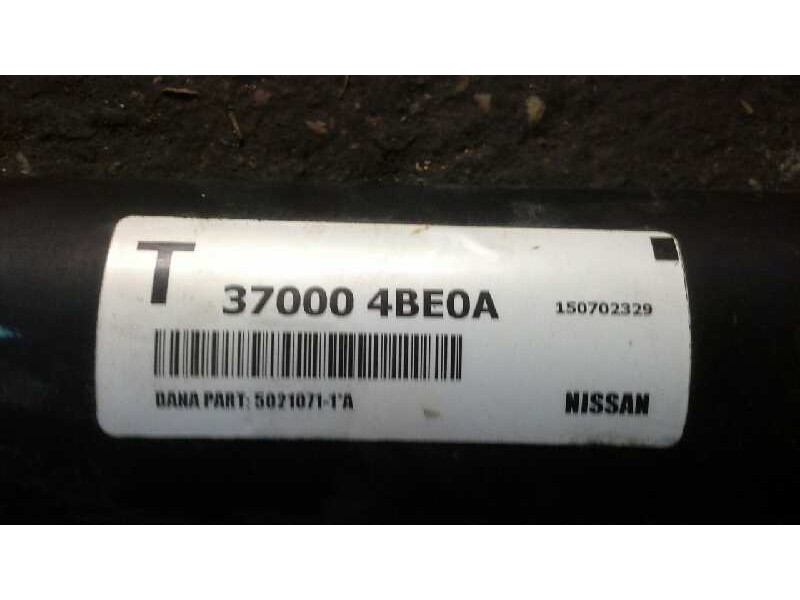 T
37000 4BE0A
150702329
DANA PART: 5021071-1*A
NISSAN